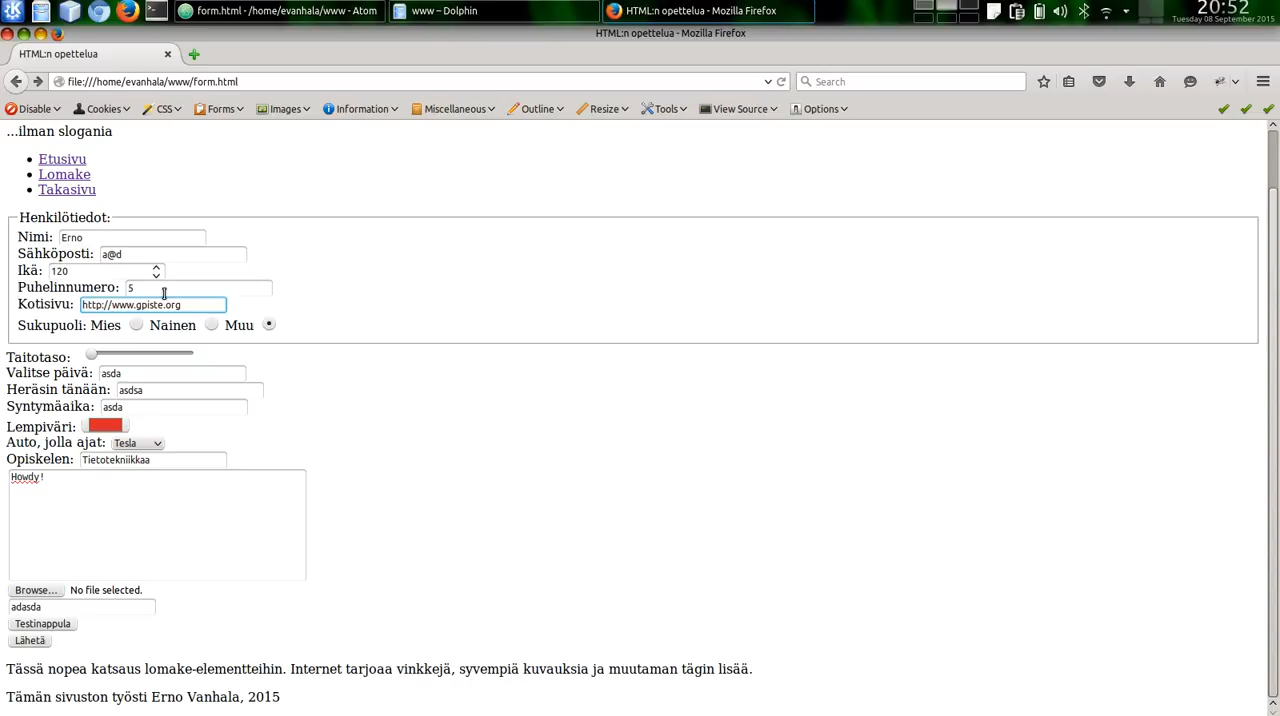 form.html - /home/evanhala/www - Atom
www – Dolphin
HTML:n opettelua - Mozilla Firefox
20:52
Tuesday 08 September 2015
HTML:n opettelua - Mozilla Firefox
HTML:n opettelua
file:///home/evanhala/www/form.html
Search
Disable
Cookies
CSS
Forms
Images
Information
Miscellaneous
Outline
Resize
Tools
View Source
Options
...ilman slogania
Etusivu
Lomake
Takasivu
Henkilötiedot:
Nimi: Erno
Sähköposti: a@d
Ikä: 120
Puhelinnumero: 5
Kotisivu: http://www.gpiste.org
Sukupuoli: Mies Nainen Muu
Taitotaso:
Valitse päivä: asda
Heräsin tänään: asdsa
Syntymäaika: asda
Lempiväri:
Auto, jolla ajat: Tesla
Opiskelen: Tietotekniikkaa
Howdy!
Browse... No file selected.
adasda
Testinappula
Lähetä
Tässä nopea katsaus lomake-elementteihin. Internet tarjoaa vinkkejä, syvempiä kuvauksia ja muutaman tägin lisää.
Tämän sivuston työsti Erno Vanhala, 2015